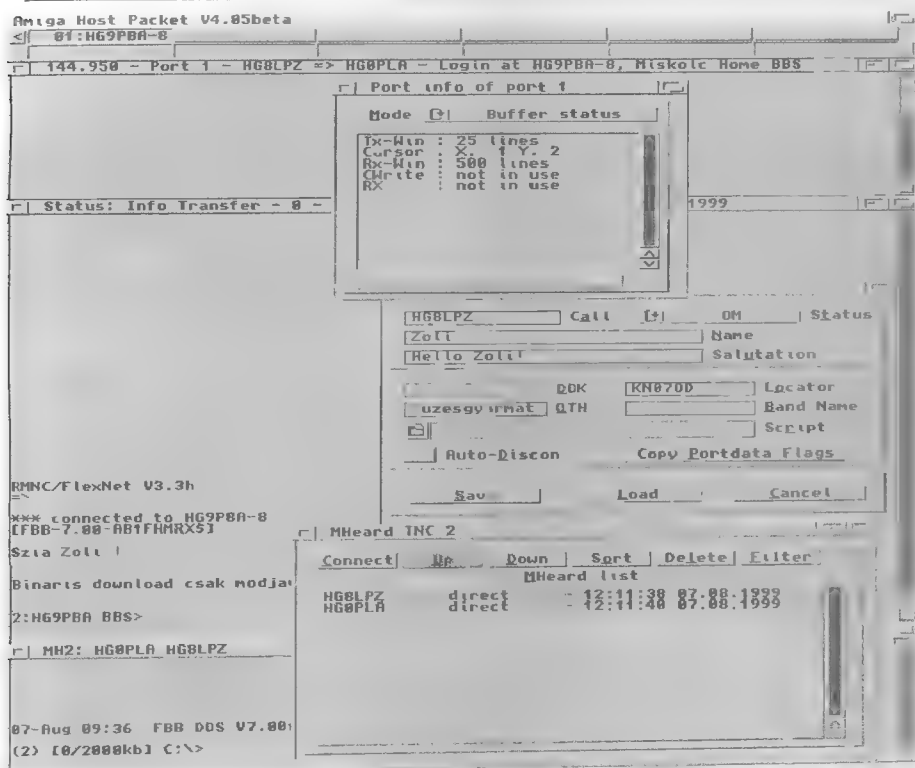 Amiga Host Packet V4.05beta
01:HG9PBA-8
144.950 - Port 1 - HG8LPZ => HG0PLA - Login at HG9PBA-8, Miskolc Home BBS
Port info of port 1
Mode Buffer status
Tx-Win : 25 lines
Cursor : X. 1 Y. 2
Rx-Win : 500 lines
CWrite : not in use
RX : not in use
Status: Info Transfer - 0 -
1999
HG8LPZ Call OM Status
Zoli Name
Hello Zoli! Salutation
DOK KN07OD Locator
QTH Band Name
Script
Auto-Discon Copy Portdata Flags
Sav Load Cancel
RMNC/FlexNet V3.3h
=>
*** connected to HG9PBA-8
[FBB-7.00-AB1FHMRX$]
Szia Zoli !
Binaris download csak
2:HG9PBA BBS>
MHeard TNC 2
Connect Up Down Sort Delete Filter
MHeard list
HG8LPZ direct - 12:11:38 07.08.1999
HG0PLA direct - 12:11:40 07.08.1999
MH2: HG0PLA HG8LPZ
07-Aug 09:36 FBB DOS V7.00
(2) [0/2000kb] C:\>